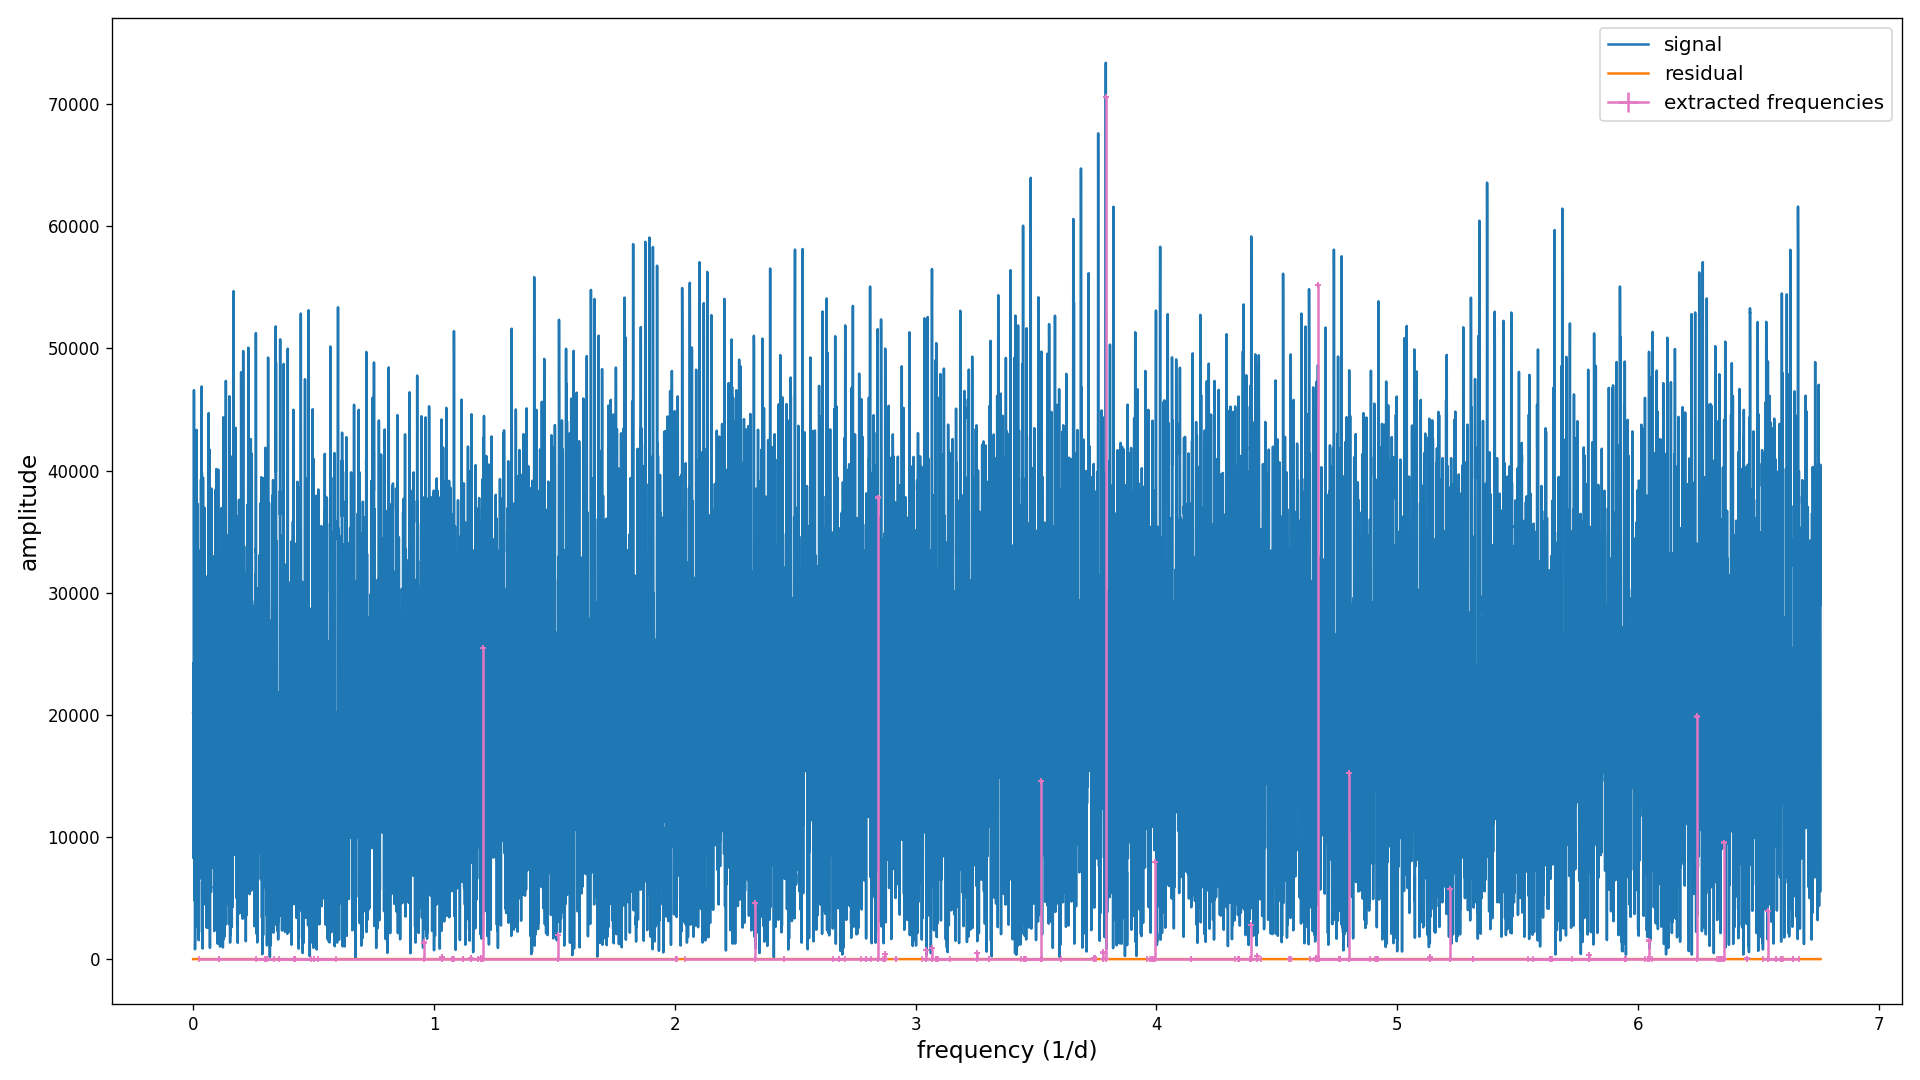 signal
residual
extracted frequencies
amplitude
70000
60000
50000
40000
30000
20000
10000
0
0 1 2 3 4 5 6 7
frequency (1/d)